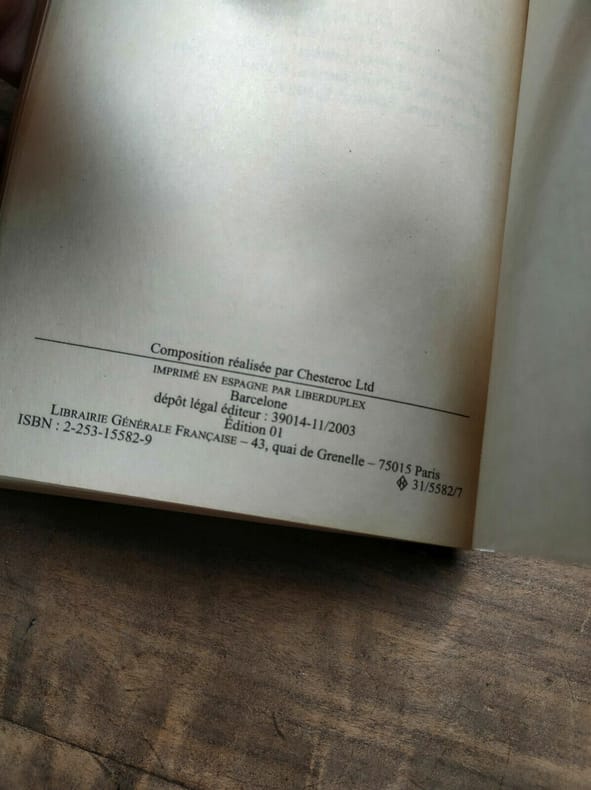 Composition réalisée par Chesteroc Ltd
IMPRIMÉ EN ESPAGNE PAR LIBERDUPLEX
Barcelone
dépôt légal éditeur : 39014-11/2003
Édition 01
LIBRAIRIE GÉNÉRALE FRANÇAISE – 43, quai de Grenelle – 75015 Paris
ISBN : 2-253-15582-9
31/5582/7